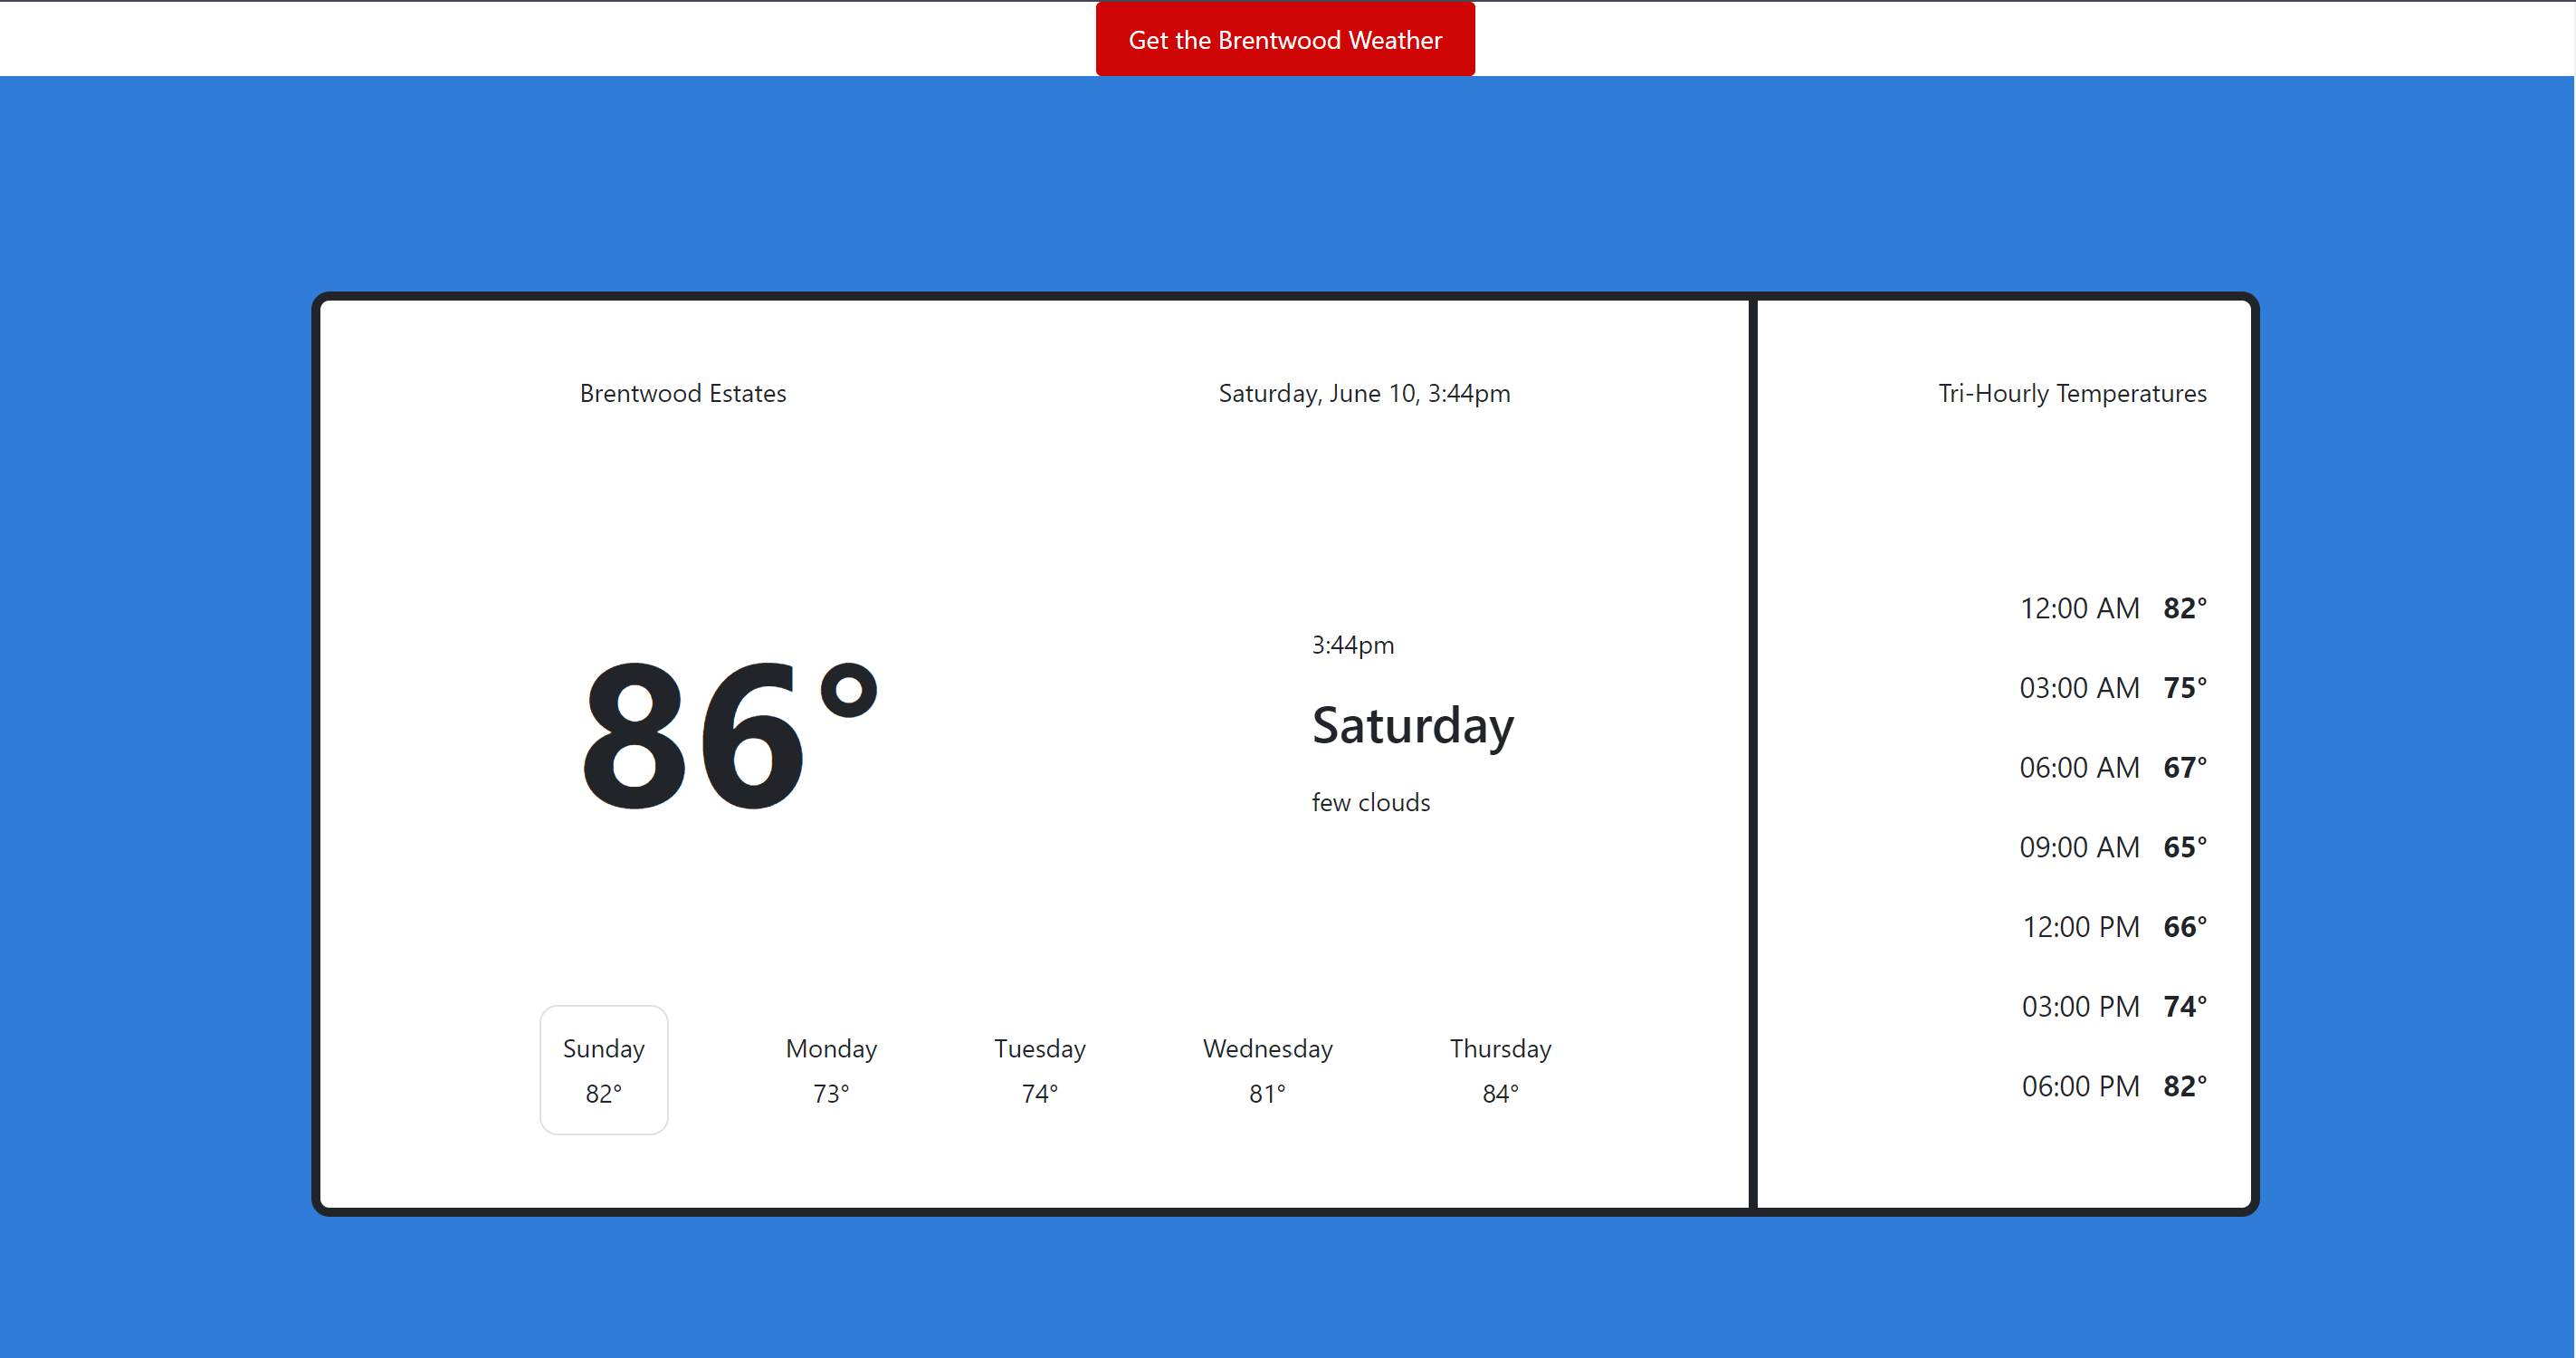 Get the Brentwood Weather
Brentwood Estates
Saturday, June 10, 3:44pm
86°
3:44pm
Saturday
few clouds
Sunday
82°
Monday
73°
Tuesday
74°
Wednesday
81°
Thursday
84°
Tri-Hourly Temperatures
12:00 AM 82°
03:00 AM 75°
06:00 AM 67°
09:00 AM 65°
12:00 PM 66°
03:00 PM 74°
06:00 PM 82°